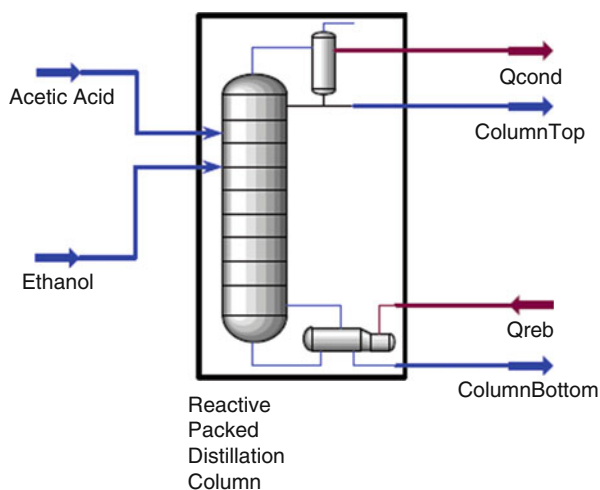 Acetic Acid
Ethanol
Qcond
ColumnTop
Qreb
ColumnBottom
Reactive
Packed
Distillation
Column